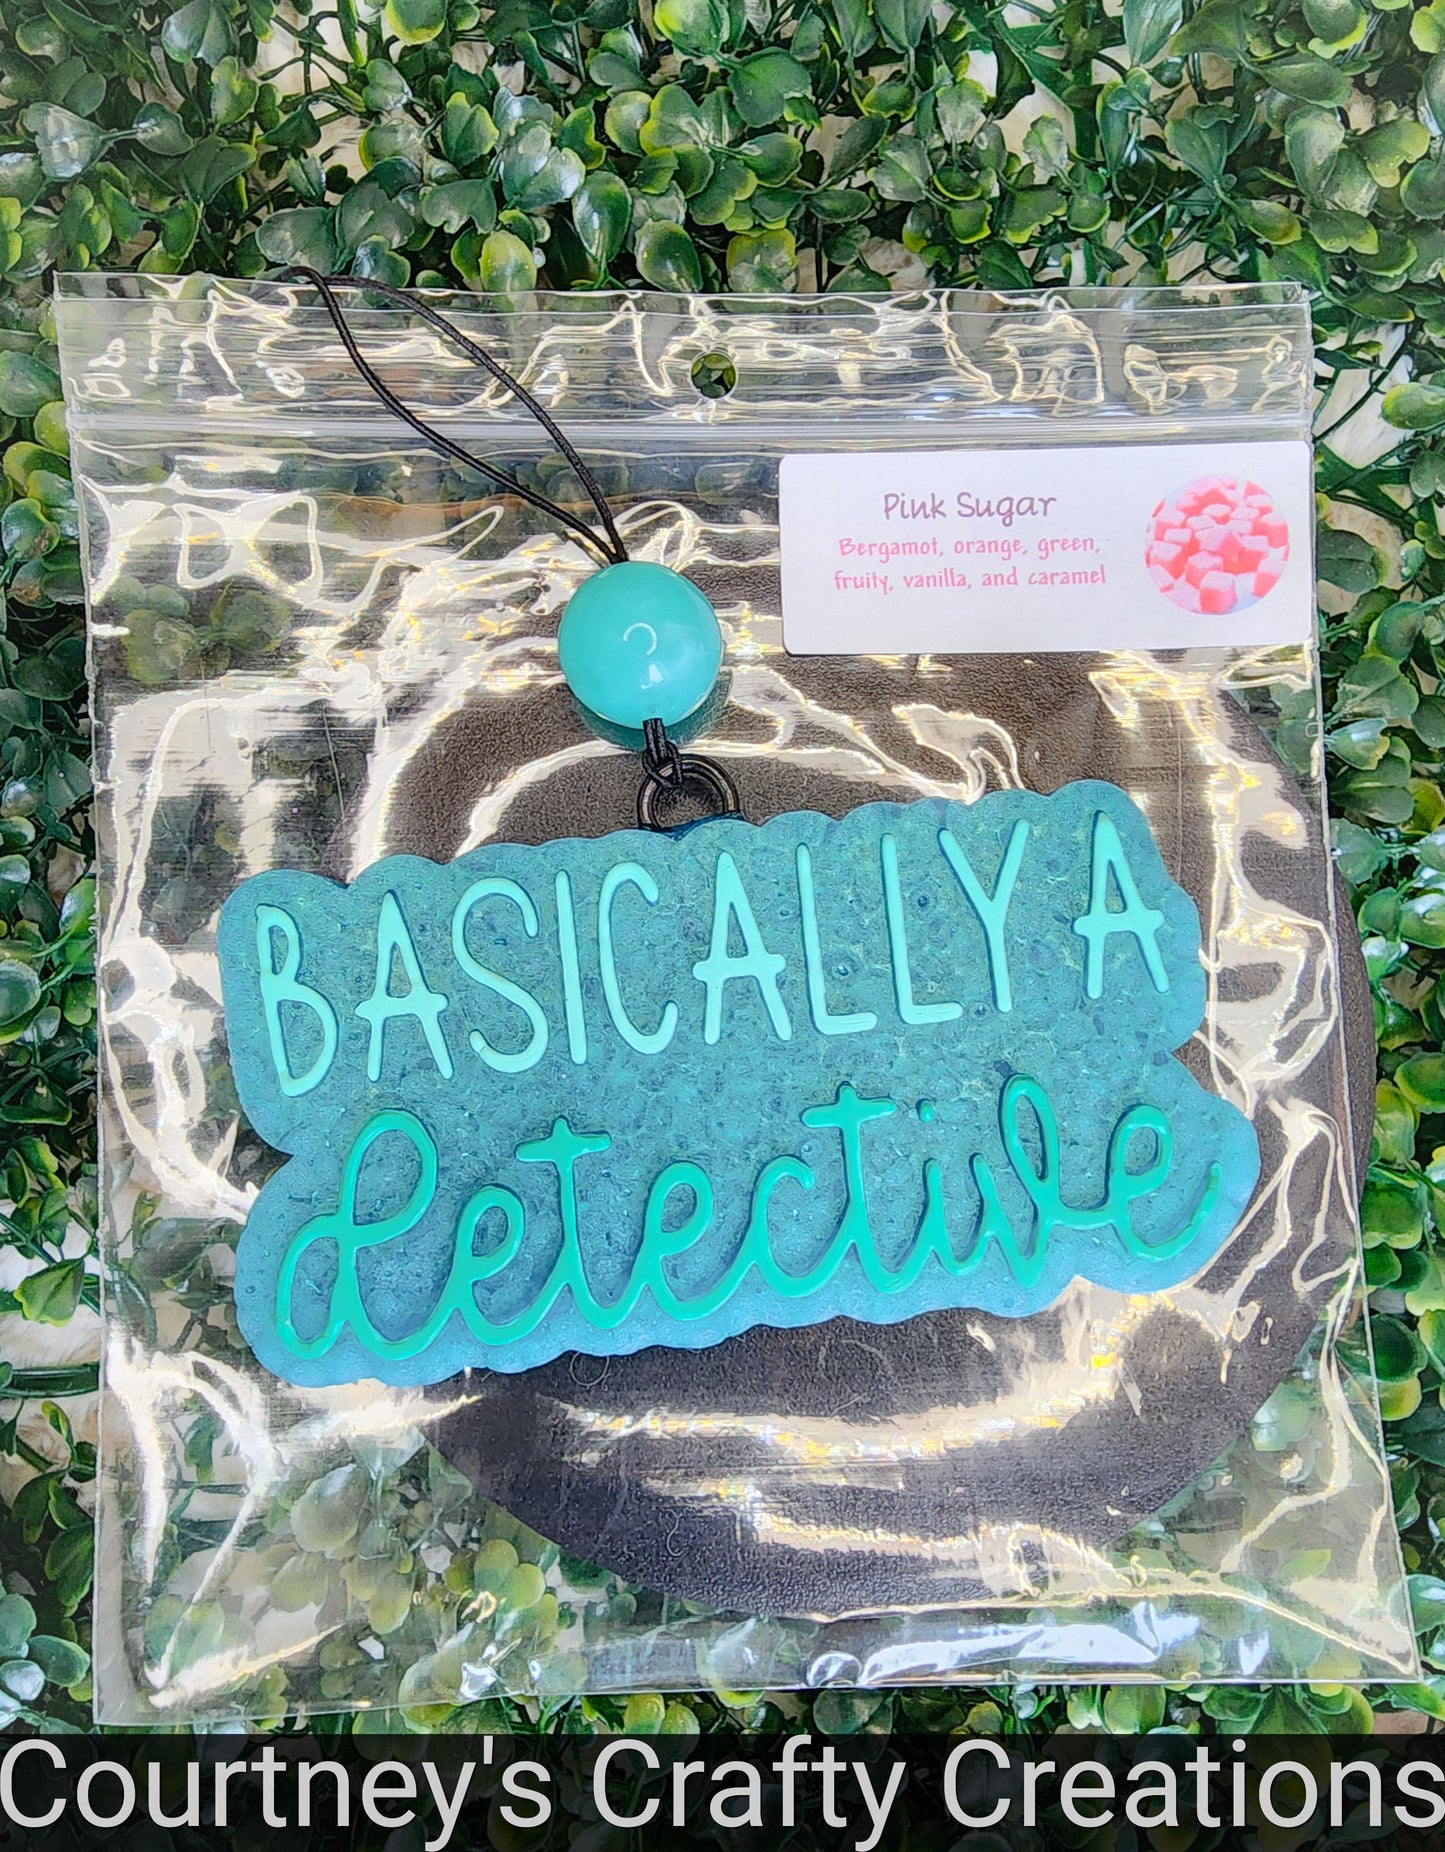 Pink Sugar
Bergamot, orange, green,
fruity, vanilla, and caramel
BASICALLY A
detective
Courtney's Crafty Creations